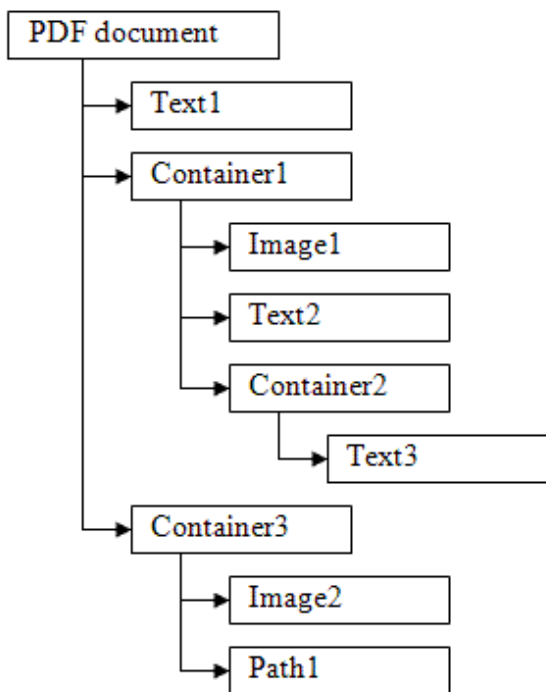 PDF document
Text1
Container1
Image1
Text2
Container2
Text3
Container3
Image2
Path1